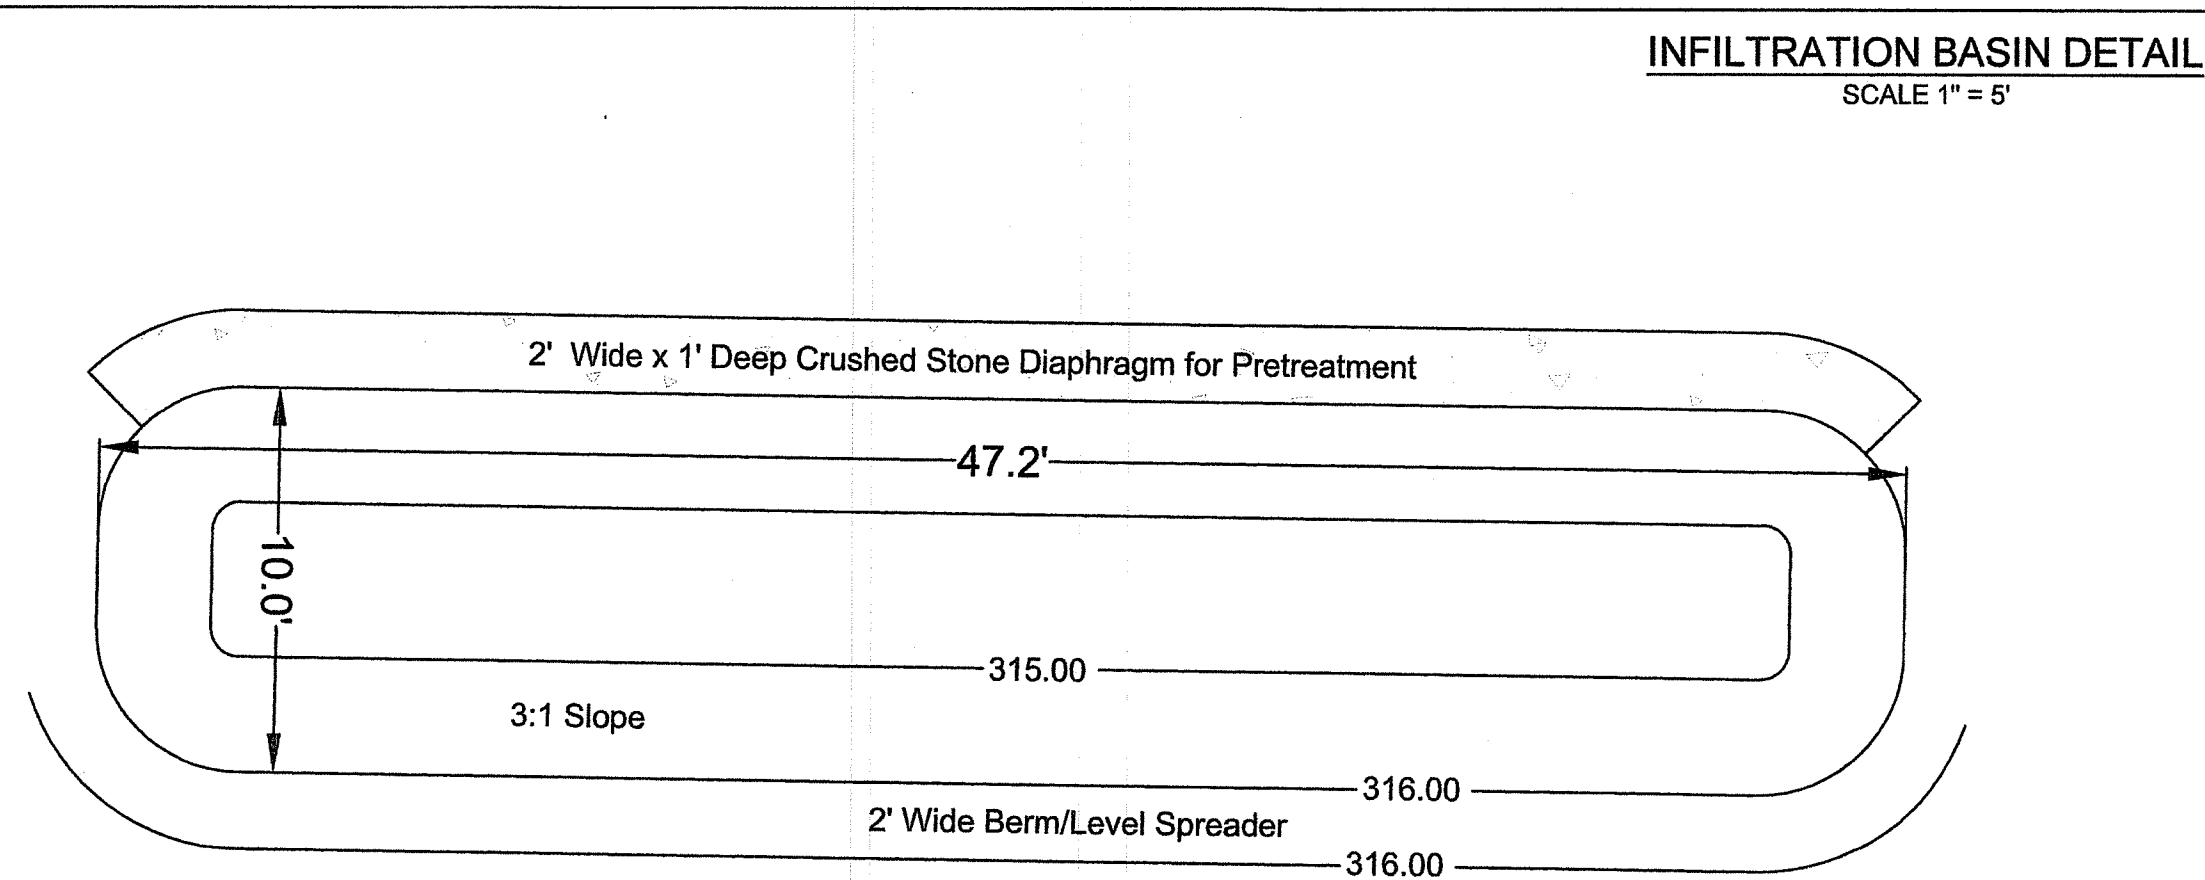 INFILTRATION BASIN DETAIL
SCALE 1" = 5'
2' Wide x 1' Deep Crushed Stone Diaphragm for Pretreatment
47.2'
10.0'
315.00
3:1 Slope
316.00
2' Wide Berm/Level Spreader
316.00